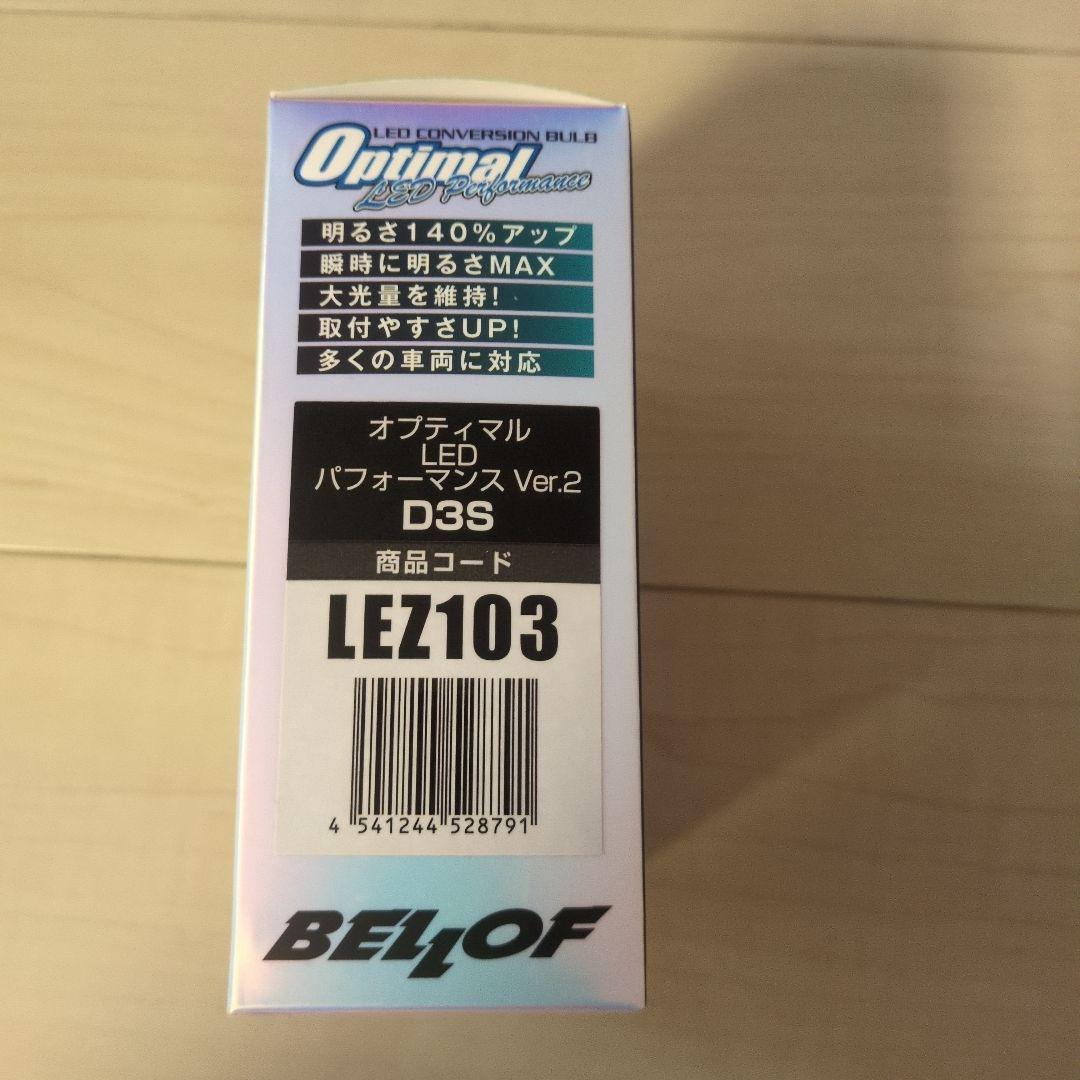 LED CONVERSION BULB
Optimal
LED Performance
明るさ140%アップ
瞬時に明るさMAX
大光量を維持!
取付やすさUP!
多くの車両に対応
オプティマル
LED
パフォーマンス Ver.2
D3S
商品コード
LEZ103
4 541244 528791
BELLOF